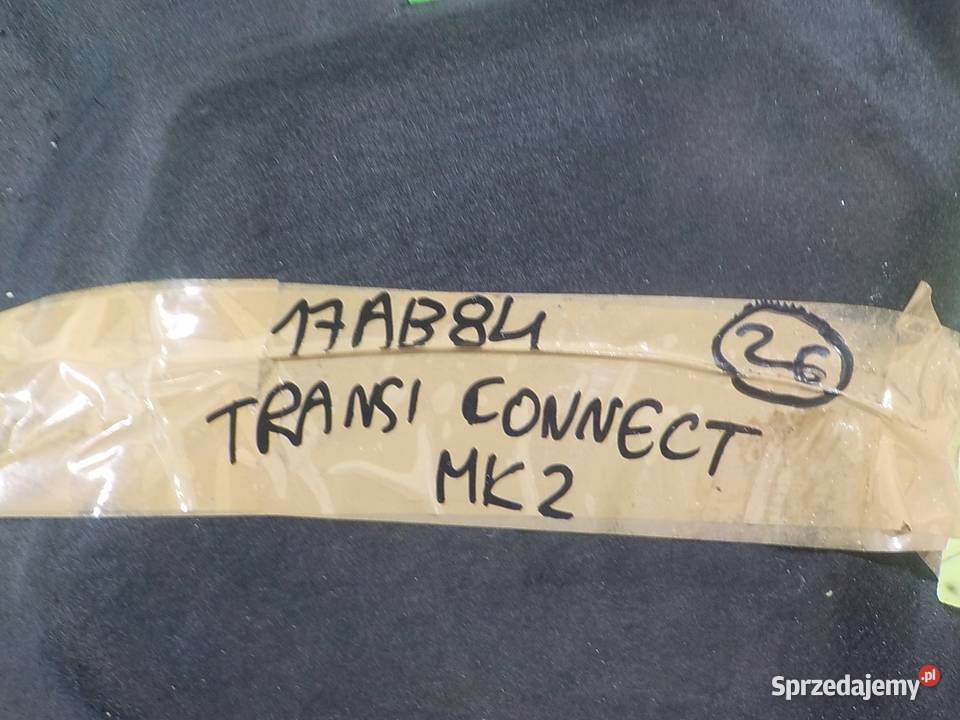 17AB84
26
TRANSI CONNECT
MK2
Sprzedajemy.pl